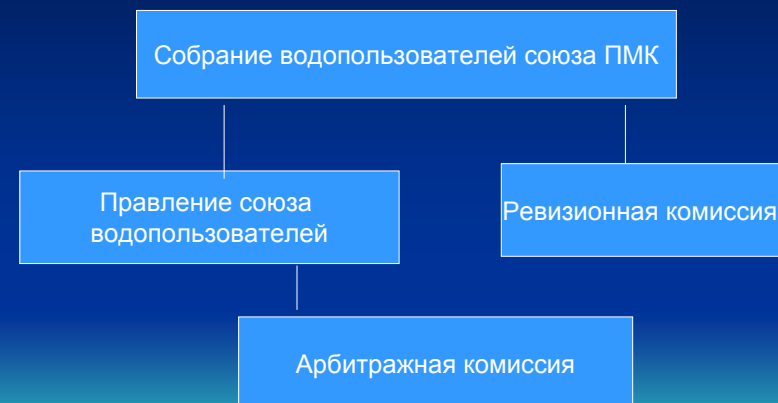 Собрание водопользователей союза ПМК
Правление союза
водопользователей
Ревизионная комиссия
Арбитражная комиссия